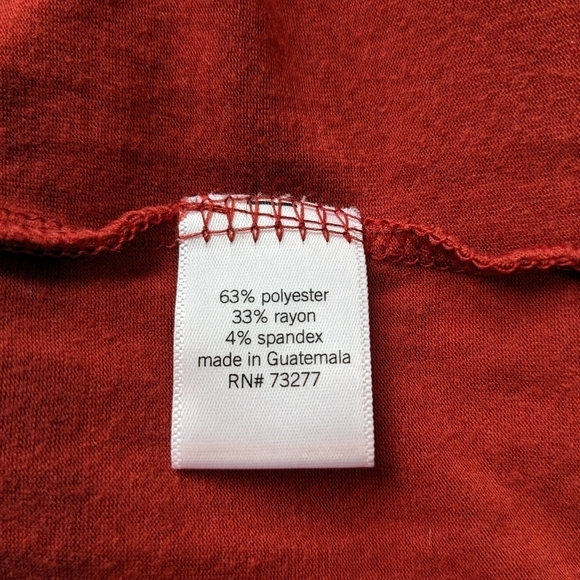 63% polyester
33% rayon
4% spandex
made in Guatemala
RN# 73277